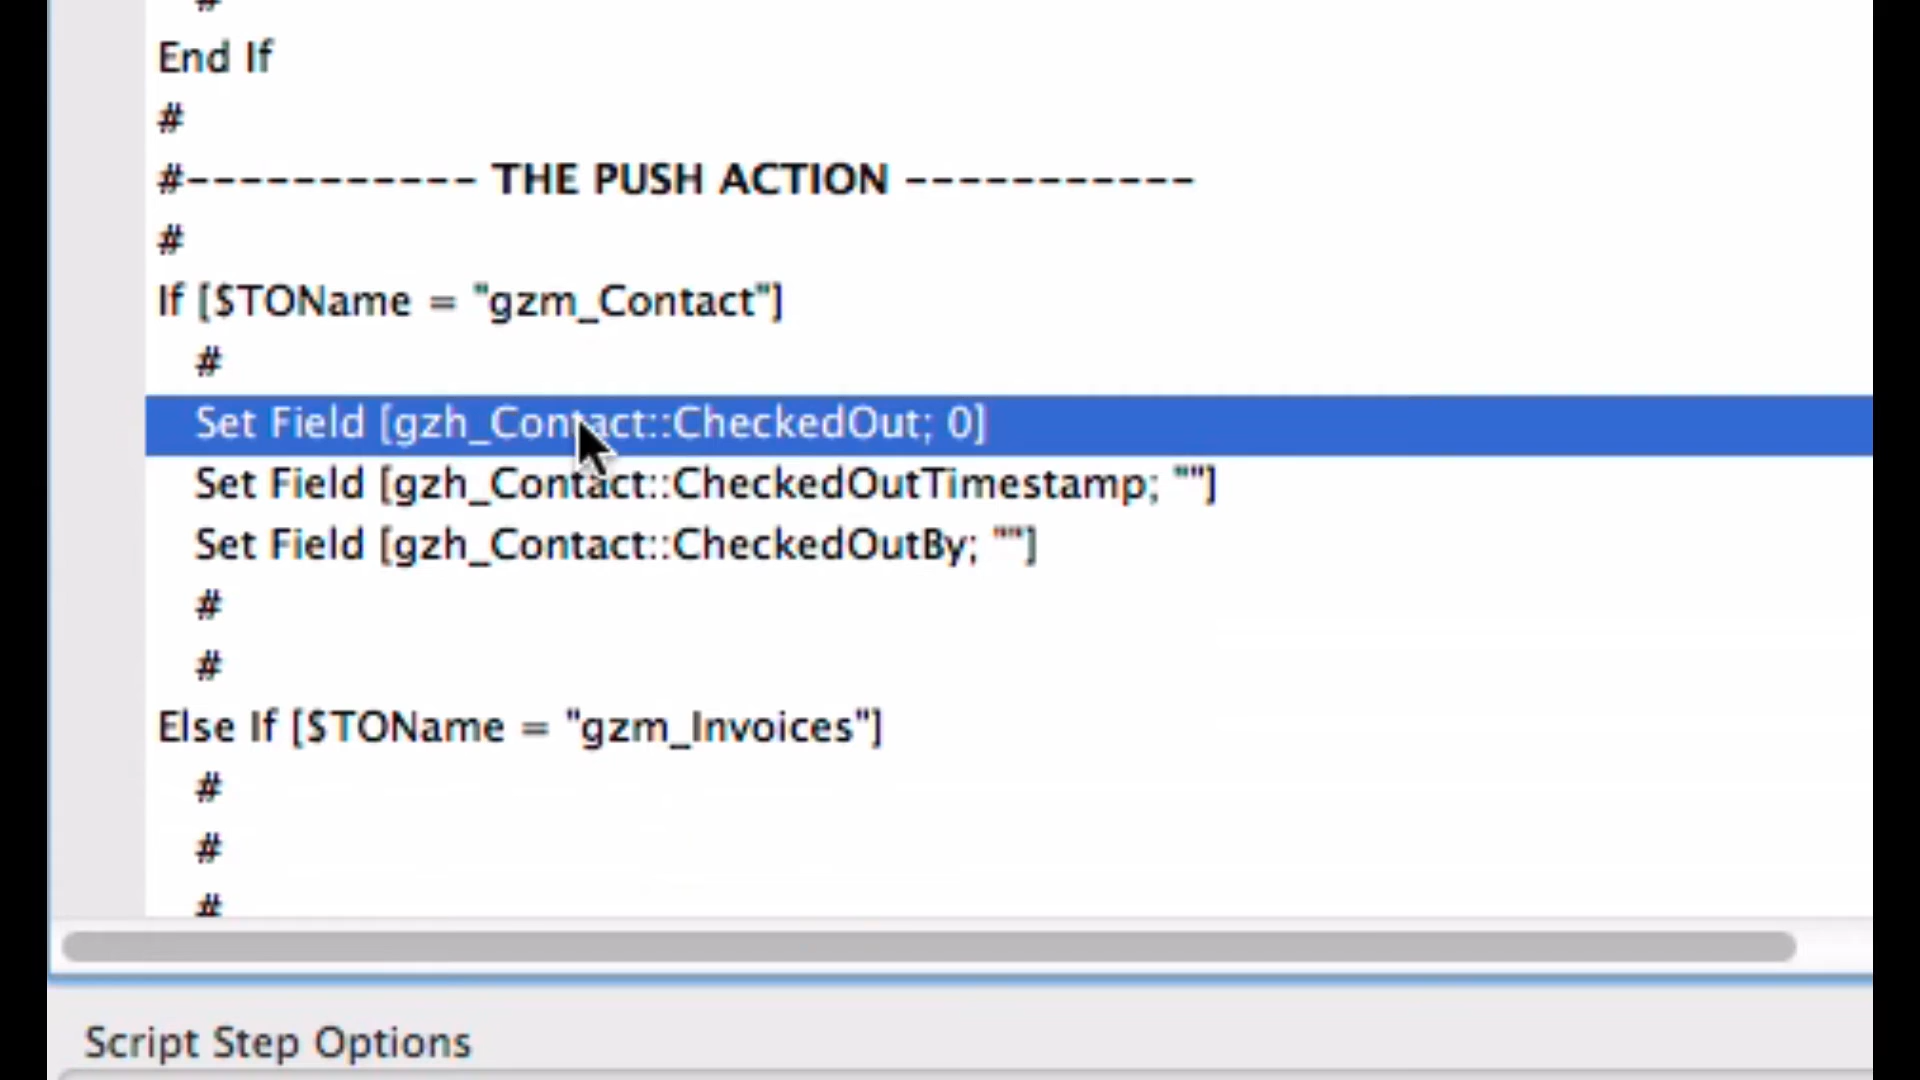 #
End If
#
#----------- THE PUSH ACTION -----------
#
If [$TOName = "gzm_Contact"]
#
Set Field [gzh_Contact::CheckedOut; 0]
Set Field [gzh_Contact::CheckedOutTimestamp; ""]
Set Field [gzh_Contact::CheckedOutBy; ""]
#
#
Else If [$TOName = "gzm_Invoices"]
#
#
#
Script Step Options